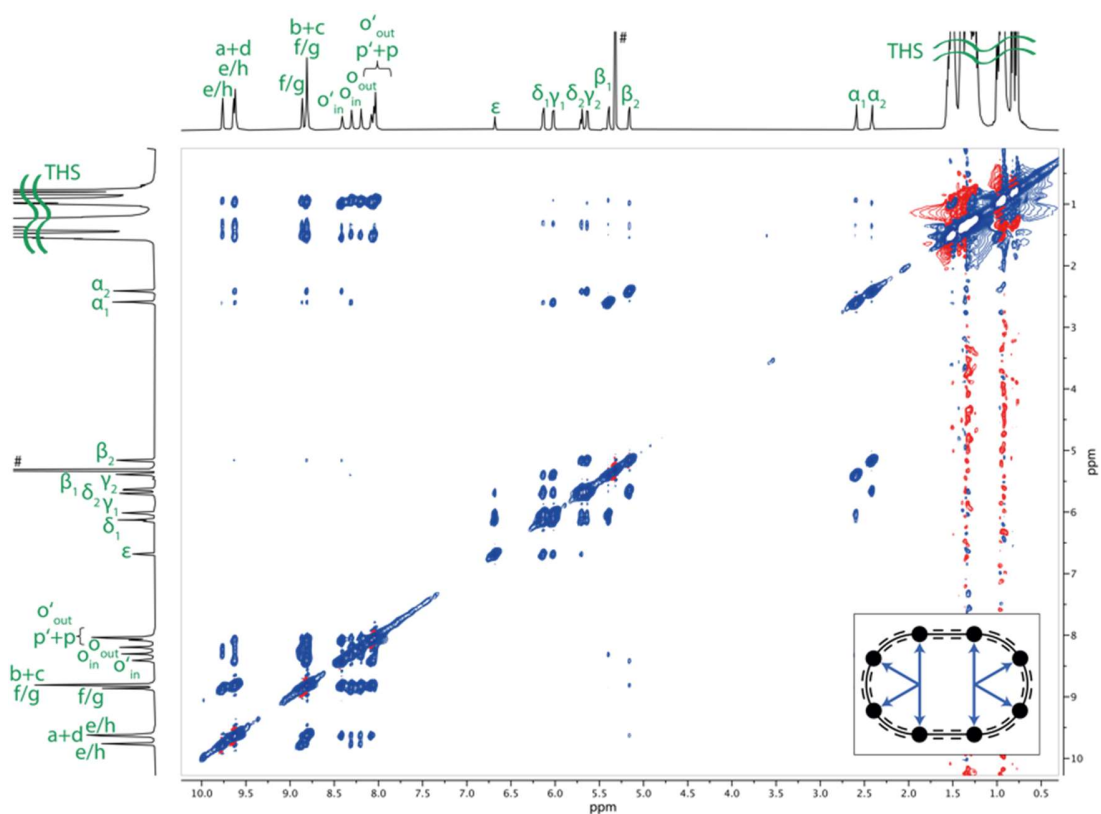 b+c
o‘out
a+d
f/g
p‘+p
#
THS
e/h
e/h
f/g
o‘in
oin
oout
ε
δ1
γ1
δ2
γ2
β1
β2
α1
α2
THS
α2
α1
β2
#
β1
γ2
δ2
γ1
δ1
ε
o‘out
p‘+p
oout
oin
o‘in
b+c
f/g
f/g
a+d
e/h
e/h
1
2
3
4
5
6
7
8
9
10
ppm
10.0 9.5 9.0 8.5 8.0 7.5 7.0 6.5 6.0 5.5 5.0 4.5 4.0 3.5 3.0 2.5 2.0 1.5 1.0 0.5
ppm